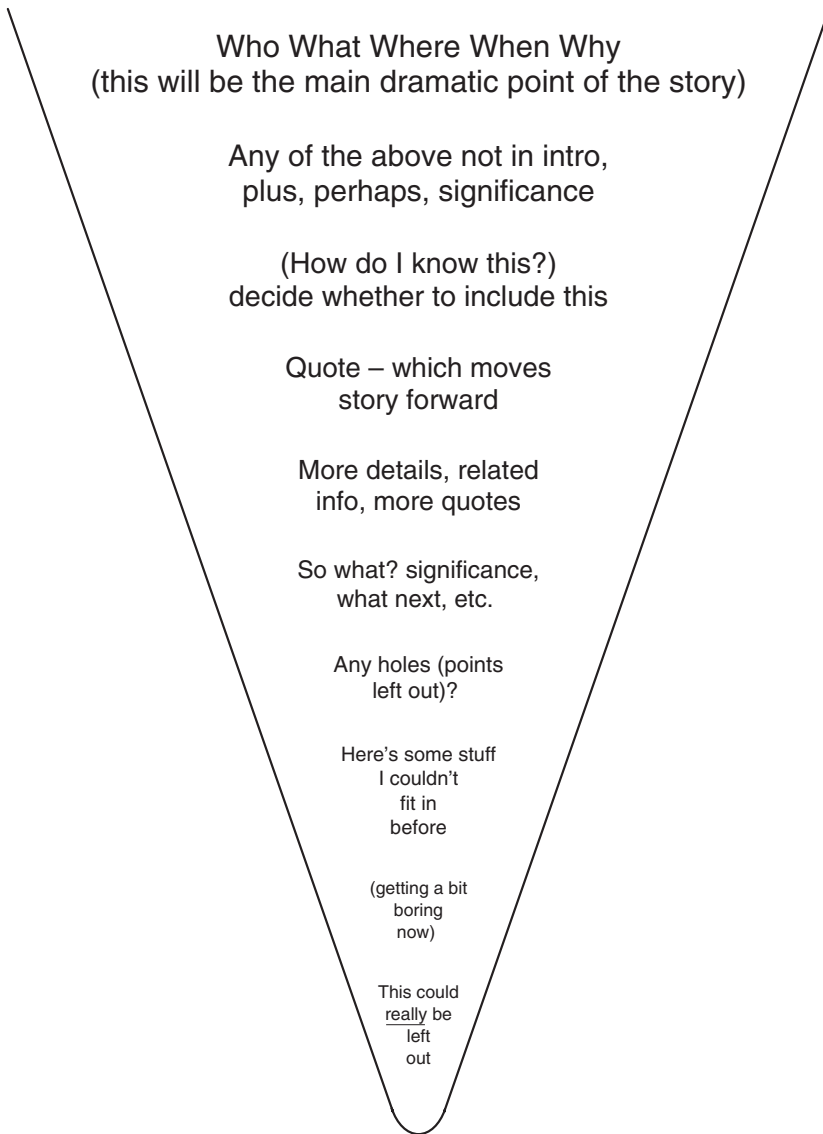 Who What Where When Why
(this will be the main dramatic point of the story)
Any of the above not in intro,
plus, perhaps, significance
(How do I know this?)
decide whether to include this
Quote – which moves
story forward
More details, related
info, more quotes
So what? significance,
what next, etc.
Any holes (points
left out)?
Here's some stuff
I couldn't
fit in
before
(getting a bit
boring
now)
This could
really be
left
out